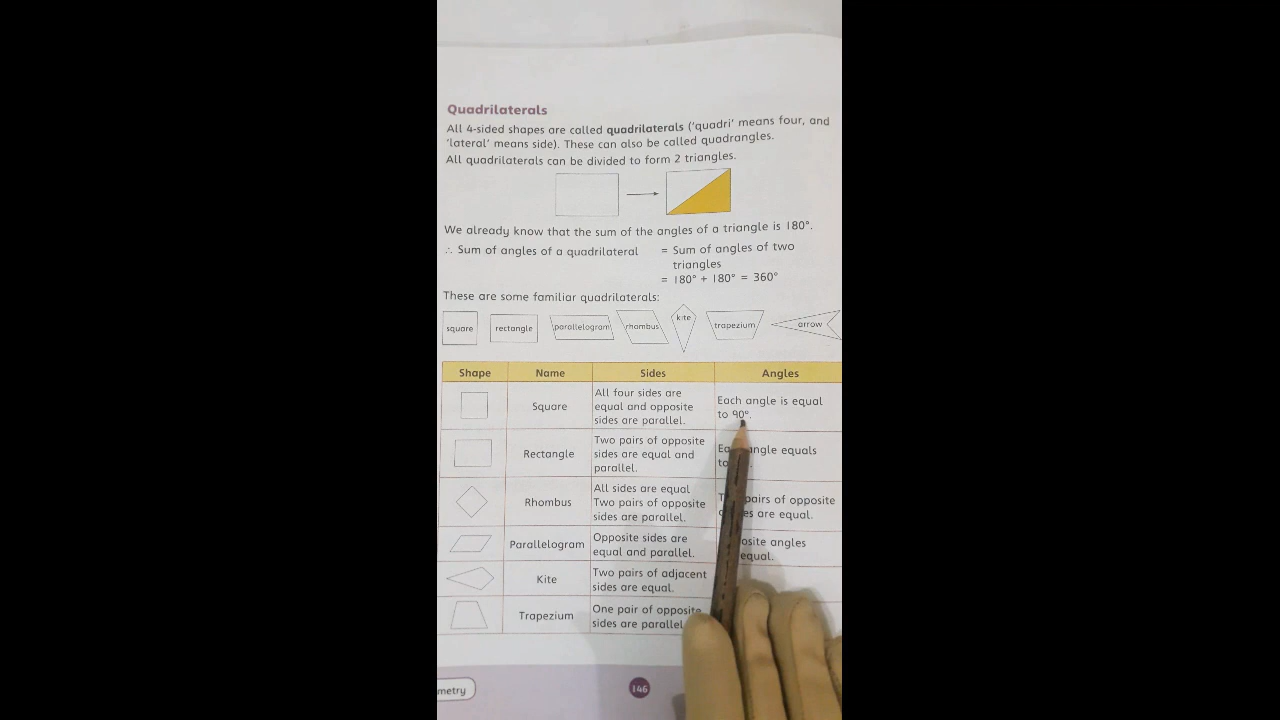 Quadrilaterals
All 4-sided shapes are called quadrilaterals ('quadri' means four, and
'lateral' means side). These can also be called quadrangles.
All quadrilaterals can be divided to form 2 triangles.
We already know that the sum of the angles of a triangle is 180°.
∴ Sum of angles of a quadrilateral = Sum of angles of two
triangles
= 180° + 180° = 360°
These are some familiar quadrilaterals:
square rectangle parallelogram rhombus kite trapezium arrow
Shape Name Sides Angles
Square
All four sides are
equal and opposite
sides are parallel.
Each angle is equal
to 90°.
Rectangle
Two pairs of opposite
sides are equal and
parallel.
angle equals
Rhombus
All sides are equal
Two pairs of opposite
sides are parallel.
pairs of opposite
are equal.
Parallelogram
Opposite sides are
equal and parallel.
angles
equal.
Kite
Two pairs of adjacent
sides are equal.
Trapezium
One pair of opposite
sides are parallel
146